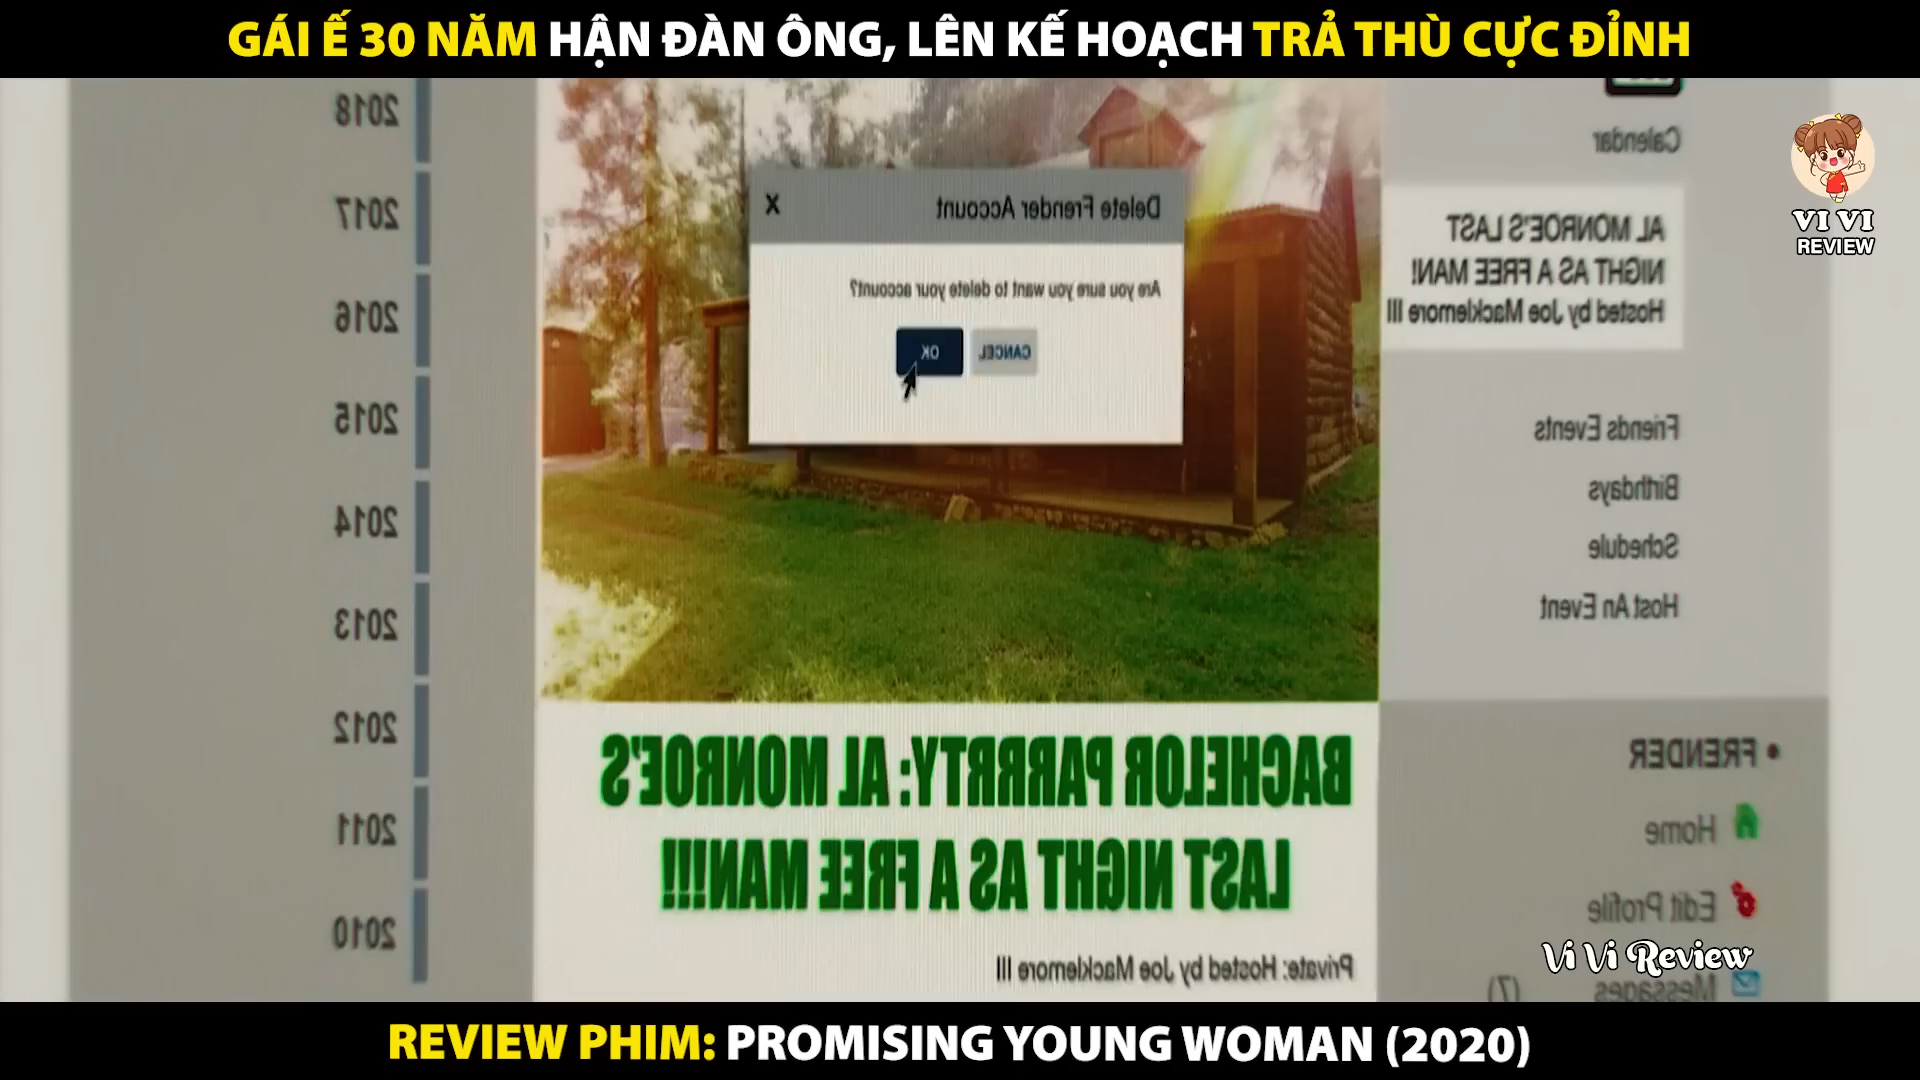 GÁI Ế 30 NĂM HẬN ĐÀN ÔNG, LÊN KẾ HOẠCH TRẢ THÙ CỰC ĐỈNH
Calendar
AL MONROE'S LAST
NIGHT AS A FREE MAN!
Hosted by Joe Macklemore III
Friends Events
Birthdays
Schedule
Host An Event
• FRENDER
Home
Edit Profile
Messages (7)
Delete Frender Account X
Are you sure you want to delete your account?
CANCEL OK
BACHELOR PARRRTY: AL MONROE'S
LAST NIGHT AS A FREE MAN!!!!
Private: Hosted by Joe Macklemore III
2018
2017
2016
2015
2014
2013
2012
2011
2010
VI VI
REVIEW
Vi Vi Review
REVIEW PHIM: PROMISING YOUNG WOMAN (2020)